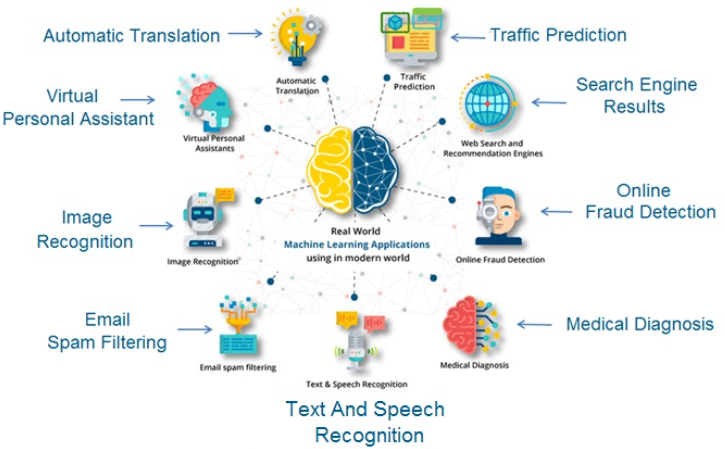 Automatic Translation
Traffic Prediction
Automatic
Translation
Traffic
Prediction
Virtual
Personal Assistant
Search Engine
Results
Virtual Personal
Assistants
Web Search and
Recommendation Engines
Real World
Machine Learning Applications
using in modern world
Image
Recognition
Online
Fraud Detection
Image Recognition
Online Fraud Detection
Email
Spam Filtering
Medical Diagnosis
Email spam filtering
Text & Speech Recognition
Medical Diagnosis
Text And Speech
Recognition